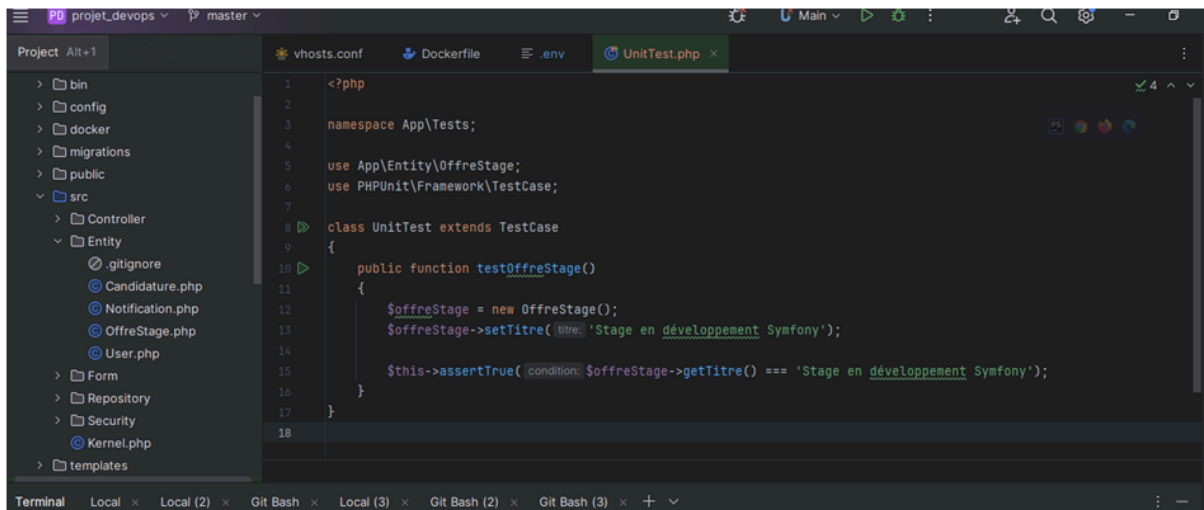 PD projet_devops master Main
Project Alt+1
vhosts.conf Dockerfile .env UnitTest.php
bin
config
docker
migrations
public
src
Controller
Entity
.gitignore
Candidature.php
Notification.php
OffreStage.php
User.php
Form
Repository
Security
Kernel.php
templates
4
PS
1 <?php
2
3 namespace App\Tests;
4
5 use App\Entity\OffreStage;
6 use PHPUnit\Framework\TestCase;
7
8 class UnitTest extends TestCase
9 {
10 public function testOffreStage()
11 {
12 $offreStage = new OffreStage();
13 $offreStage->setTitre( titre: 'Stage en développement Symfony');
14
15 $this->assertTrue( condition: $offreStage->getTitre() === 'Stage en développement Symfony');
16 }
17 }
18
Terminal Local Local (2) Git Bash Local (3) Git Bash (2) Git Bash (3)